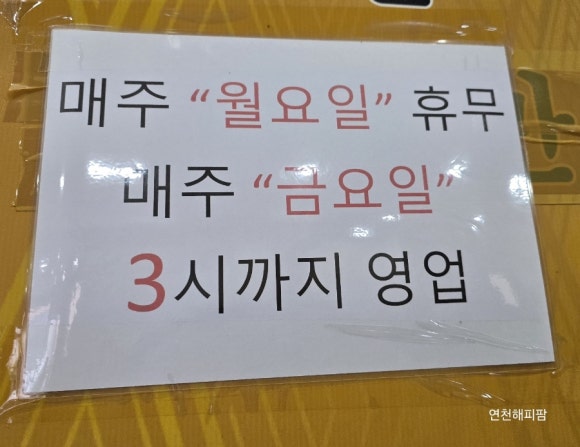 매주 “월요일” 휴무
매주 “금요일”
3시까지 영업
연천해피팜